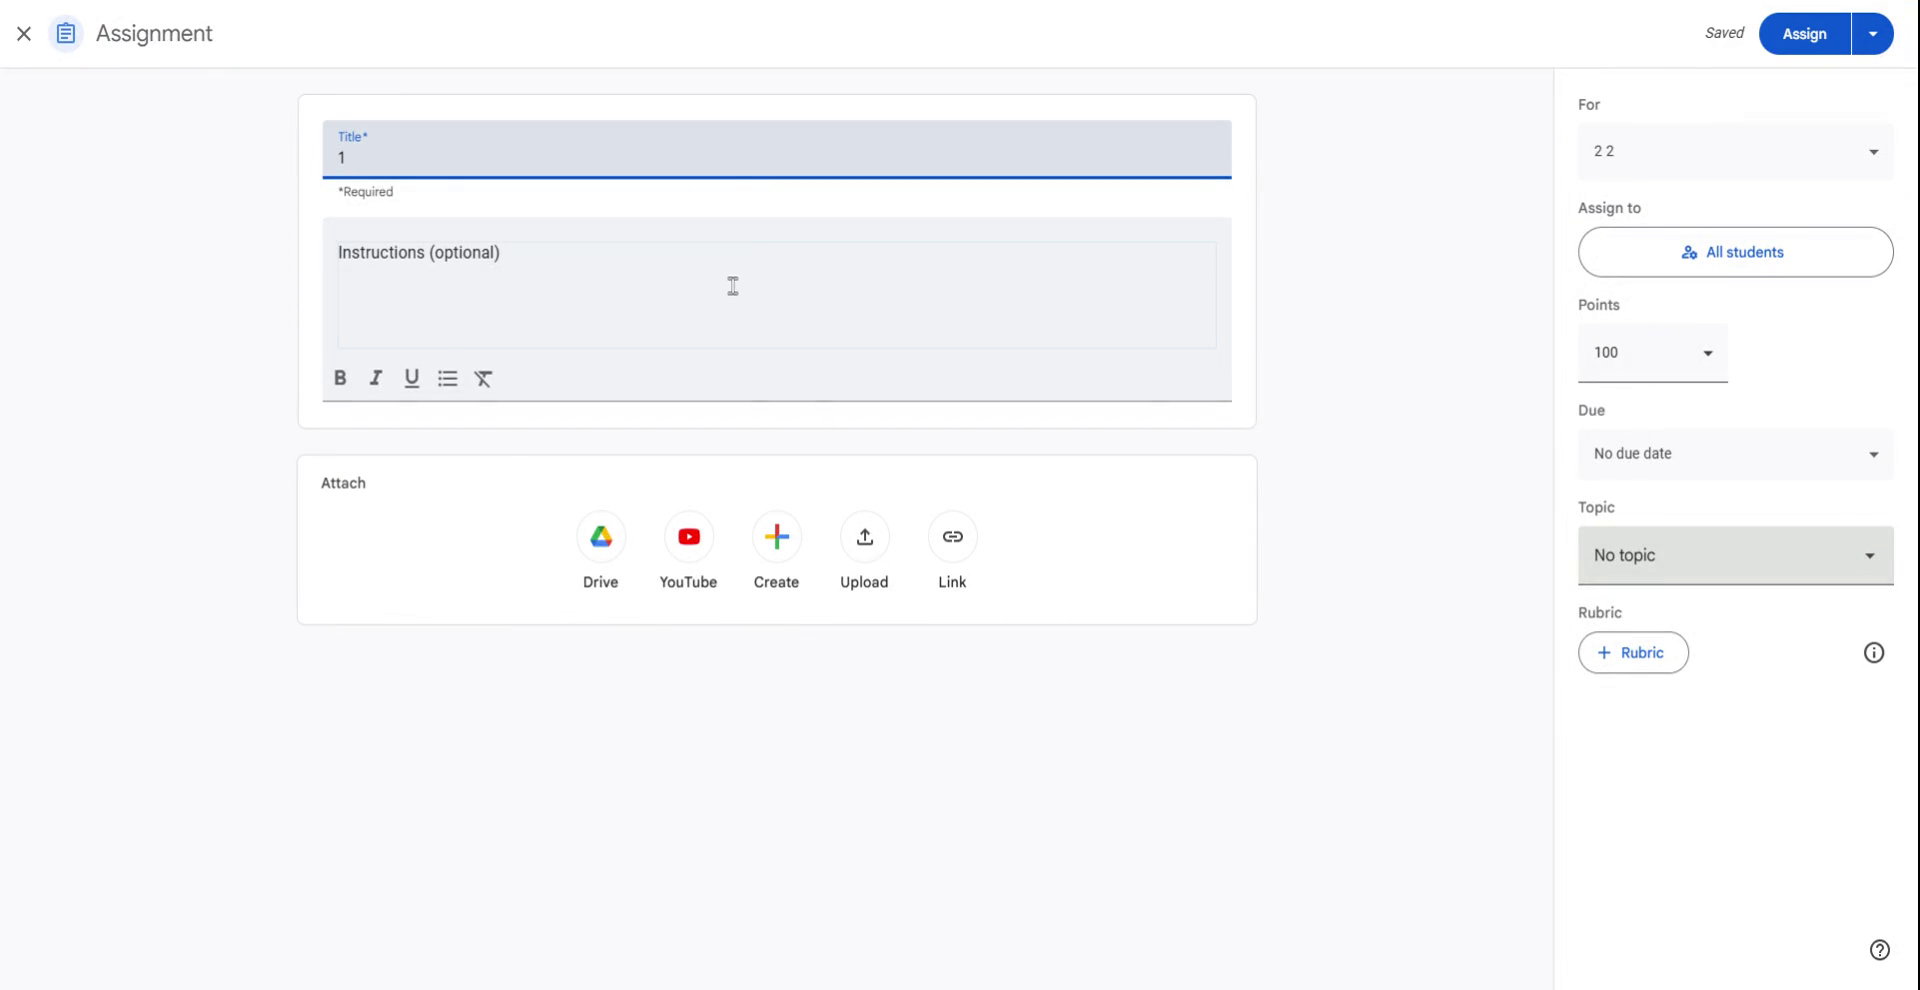 Assignment
Saved
Assign
Title*
1
*Required
Instructions (optional)
B I U
Attach
Drive
YouTube
Create
Upload
Link
For
2 2
Assign to
All students
Points
100
Due
No due date
Topic
No topic
Rubric
+ Rubric